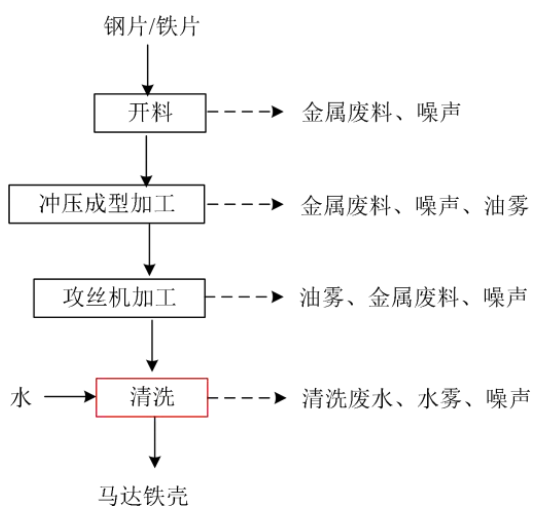 钢片/铁片
开料
金属废料、噪声
冲压成型加工
金属废料、噪声、油雾
攻丝机加工
油雾、金属废料、噪声
水
清洗
清洗废水、水雾、噪声
马达铁壳